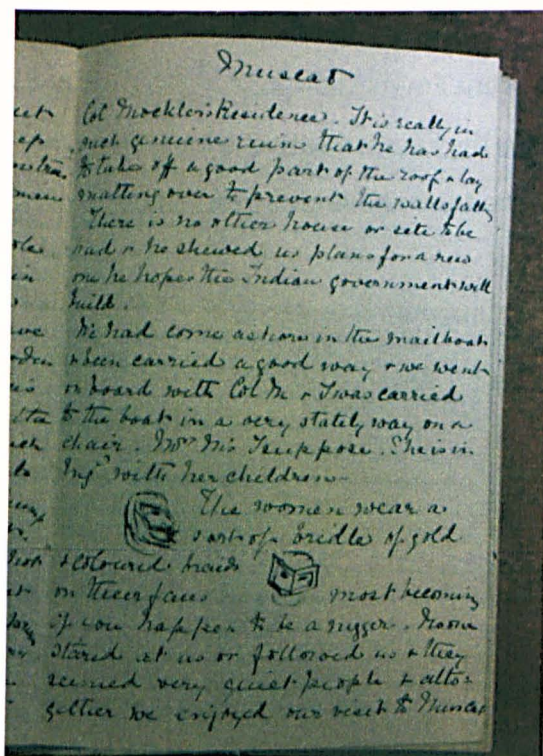 Muscat
Col Mockler's Residence. It is really in
such genuine ruin that he has had
to take off a good part of the roof & lay
matting over to prevent the walls falling
There is no other house or site to be
had & he shewed us plans for a new
one he hopes the Indian government will
build.
We had come ashore in the mailboat
& been carried a good way & we went
on board with Col M & I was carried
to the boat in a very stately way on a
chair. Mrs M's I suppose. She is in
Eng^d with her children.
The women wear a
sort of bridle of gold
& coloured braids
on their faces most becoming
if you happen to be a nigger. No one
stared at us or followed us & they
seemed very quiet people & alto-
gether we enjoyed our visit to Muscat